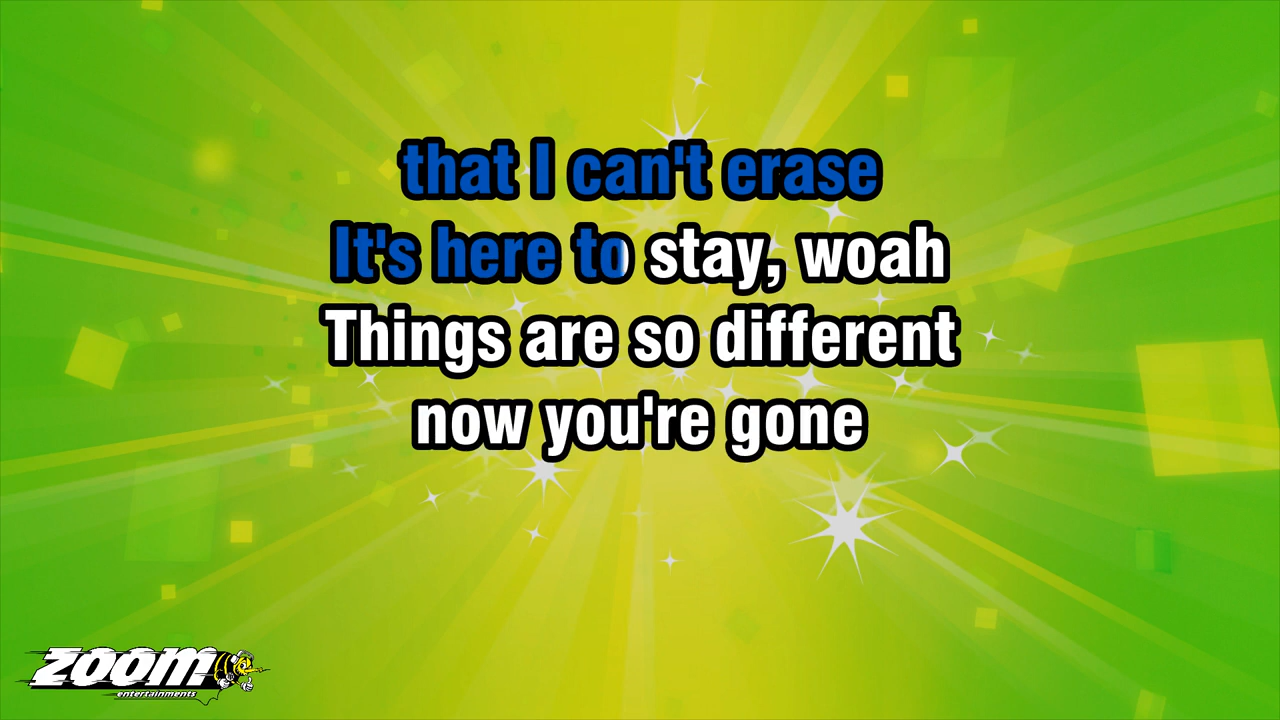 that I can't erase
It's here to stay, woah
Things are so different
now you're gone
zoom
entertainments